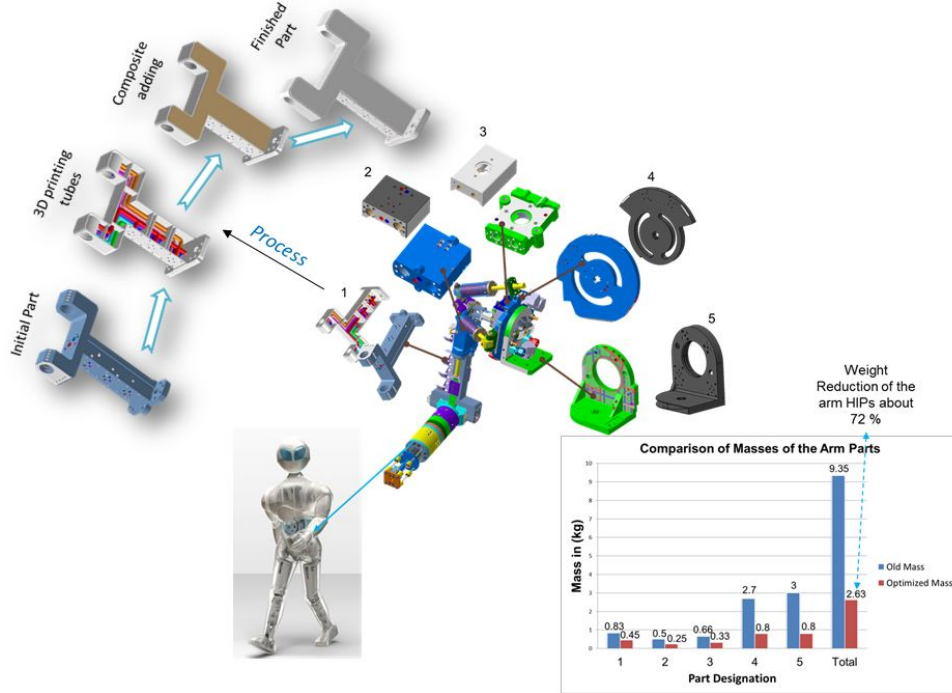 Finished Part
Composite
adding
3D printing
tubes
Initial Part
Process
1
2
3
4
5
Weight
Reduction of the
arm HIPs about
72 %
Comparison of Masses of the Arm Parts
Mass in (kg)
10
9
8
7
6
5
4
3
2
1
0
0.83
0.45
0.5
0.25
0.66
0.33
2.7
0.8
3
0.8
9.35
2.63
1 2 3 4 5 Total
Part Designation
Old Mass
Optimized Mass